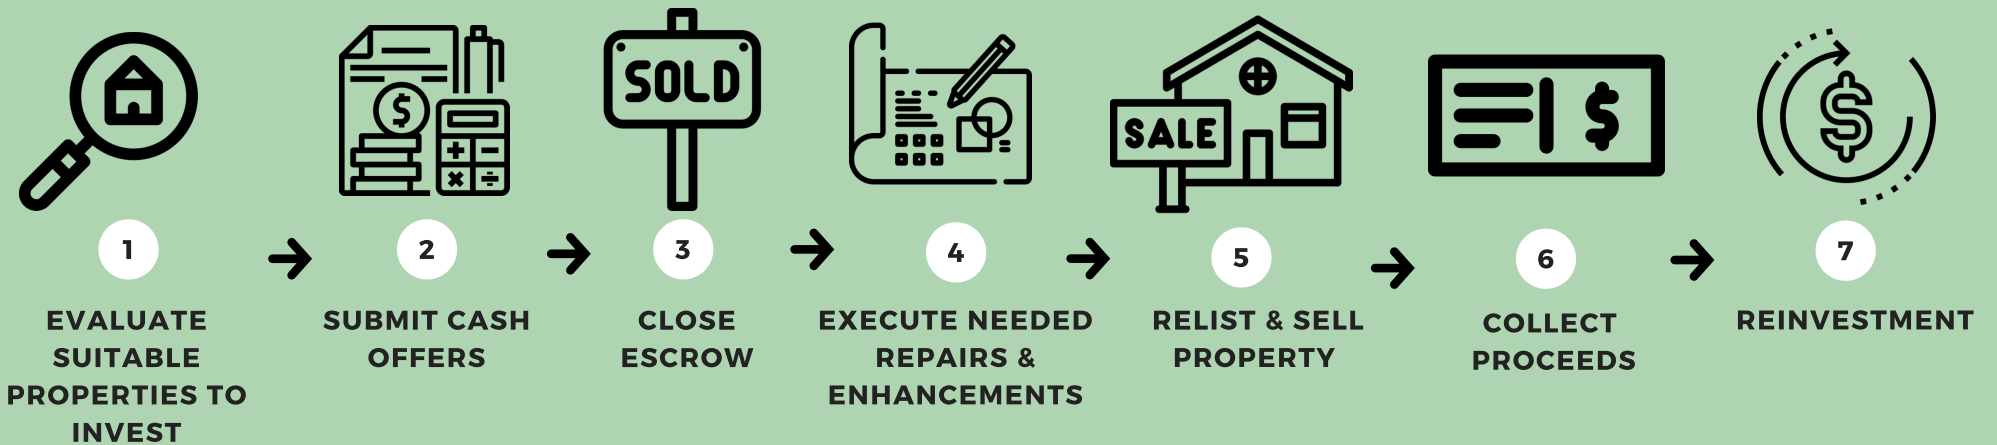 SOLD
SALE
1
EVALUATE
SUITABLE
PROPERTIES TO
INVEST
2
SUBMIT CASH
OFFERS
3
CLOSE
ESCROW
4
EXECUTE NEEDED
REPAIRS &
ENHANCEMENTS
5
RELIST & SELL
PROPERTY
6
COLLECT
PROCEEDS
7
REINVESTMENT